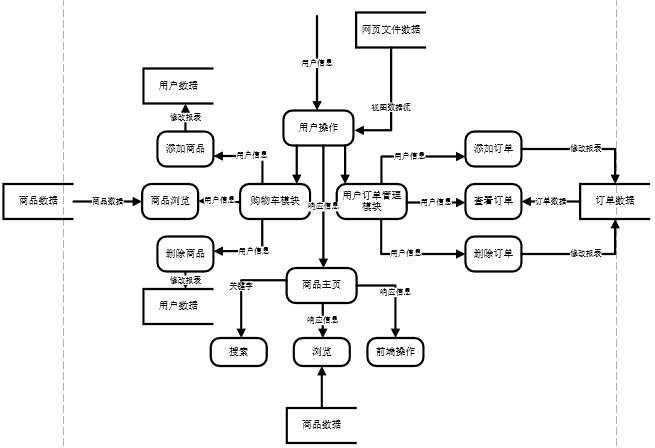 网页文件数据
用户信息
用户数据
视图数据流
修改报表
用户操作
添加商品
用户信息
用户信息
添加订单
修改报表
商品数据
商品数据
商品浏览
用户信息
购物车模块
响应信息
用户订单管理
模块
用户信息
查看订单
订单数据
订单数据
删除商品
用户信息
用户信息
删除订单
修改报表
修改报表
用户数据
关键字
商品主页
响应信息
响应信息
搜索
浏览
前端操作
商品数据